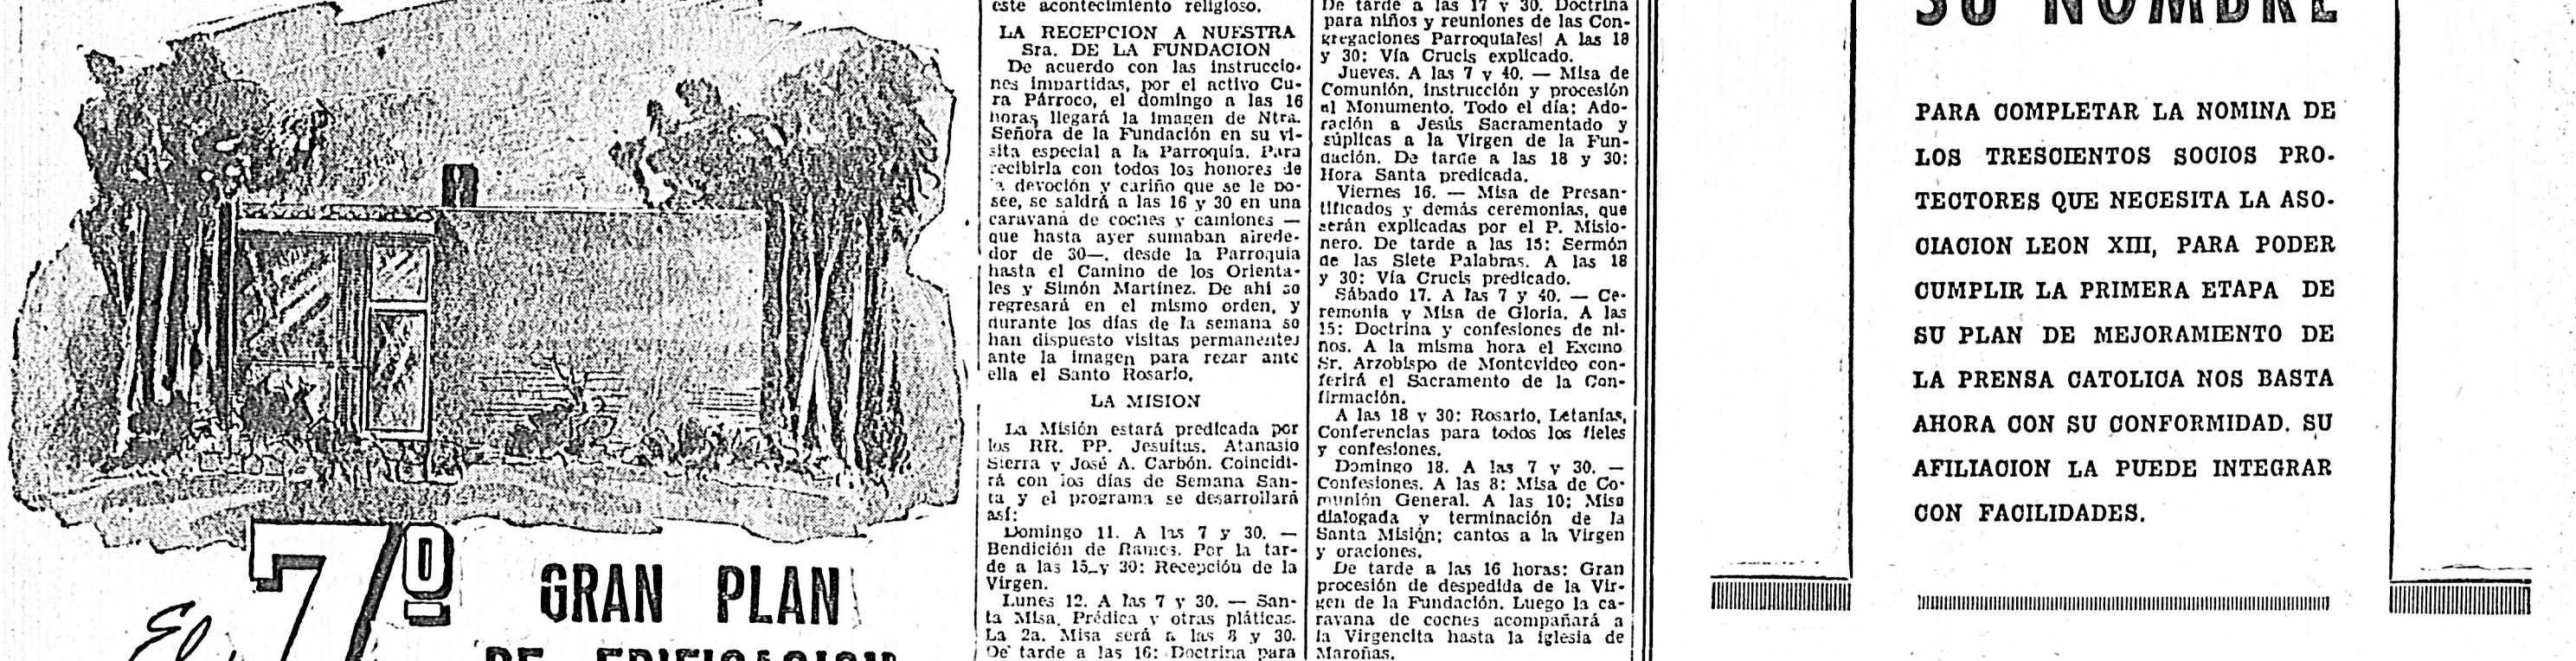 El 7º GRAN PLAN
DE EDIFICACION
este acontecimiento religioso.
LA RECEPCION A NUESTRA
Sra. DE LA FUNDACION
De acuerdo con las instruccio-
nes impartidas, por el activo Cu-
ra Párroco, el domingo a las 16
horas llegará la imagen de Ntra.
Señora de la Fundación en su vi-
sita especial a la Parroquia. Para
recibirla con todos los honores de
la devoción y cariño que se le po-
see, se saldrá a las 16 y 30 en una
caravana de coches y camiones —
que hasta ayer sumaban alrede-
dor de 30—. desde la Parroquia
hasta el Camino de los Orienta-
les y Simón Martínez. De ahí se
regresará en el mismo orden, y
durante los días de la semana se
han dispuesto visitas permanentes
ante la imagen para rezar ante
ella el Santo Rosario.
LA MISION
La Misión estará predicada por
los RR. PP. Jesuítas. Atanasio
Sierra y José A. Carbón. Coincidi-
rá con los días de Semana San-
ta y el programa se desarrollará
así:
Domingo 11. A las 7 y 30. —
Bendición de Ramos. Por la tar-
de a las 15 y 30: Recepción de la
Virgen.
Lunes 12. A las 7 y 30. — San-
ta Misa. Prédica y otras pláticas.
La 2a. Misa será a las 8 y 30.
De tarde a las 16: Doctrina para
De tarde a las 17 y 30. Doctrina
para niños y reuniones de las Con-
gregaciones Parroquiales! A las 18
y 30: Vía Crucis explicado.
Jueves. A las 7 y 40. — Misa de
Comunión, instrucción y procesión
al Monumento. Todo el día: Ado-
ración a Jesús Sacramentado y
súplicas a la Virgen de la Fun-
dación. De tarde a las 18 y 30:
Hora Santa predicada.
Viernes 16. — Misa de Presan-
tificados y demás ceremonias, que
serán explicadas por el P. Misio-
nero. De tarde a las 15: Sermón
de las Siete Palabras. A las 18
y 30: Vía Crucis predicado.
Sábado 17. A las 7 y 40. — Ce-
remonia y Misa de Gloria. A las
15: Doctrina y confesiones de ni-
ños. A la misma hora el Excmo
Sr. Arzobispo de Montevideo con-
ferirá el Sacramento de la Con-
firmación.
A las 18 y 30: Rosario, Letanías,
Conferencias para todos los fieles
y confesiones.
Domingo 18. A las 7 y 30. —
Confesiones. A las 8: Misa de Co-
munión General. A las 10: Misa
dialogada y terminación de la
Santa Misión; cantos a la Virgen
y oraciones.
De tarde a las 16 horas: Gran
procesión de despedida de la Vir-
gen de la Fundación. Luego la ca-
ravana de coches acompañará a
la Virgencita hasta la iglesia de
Maroñas.
SU NOMBRE
PARA COMPLETAR LA NOMINA DE
LOS TRESCIENTOS SOCIOS PRO-
TECTORES QUE NECESITA LA ASO-
CIACION LEON XIII, PARA PODER
CUMPLIR LA PRIMERA ETAPA DE
SU PLAN DE MEJORAMIENTO DE
LA PRENSA CATOLICA NOS BASTA
AHORA CON SU CONFORMIDAD. SU
AFILIACION LA PUEDE INTEGRAR
CON FACILIDADES.